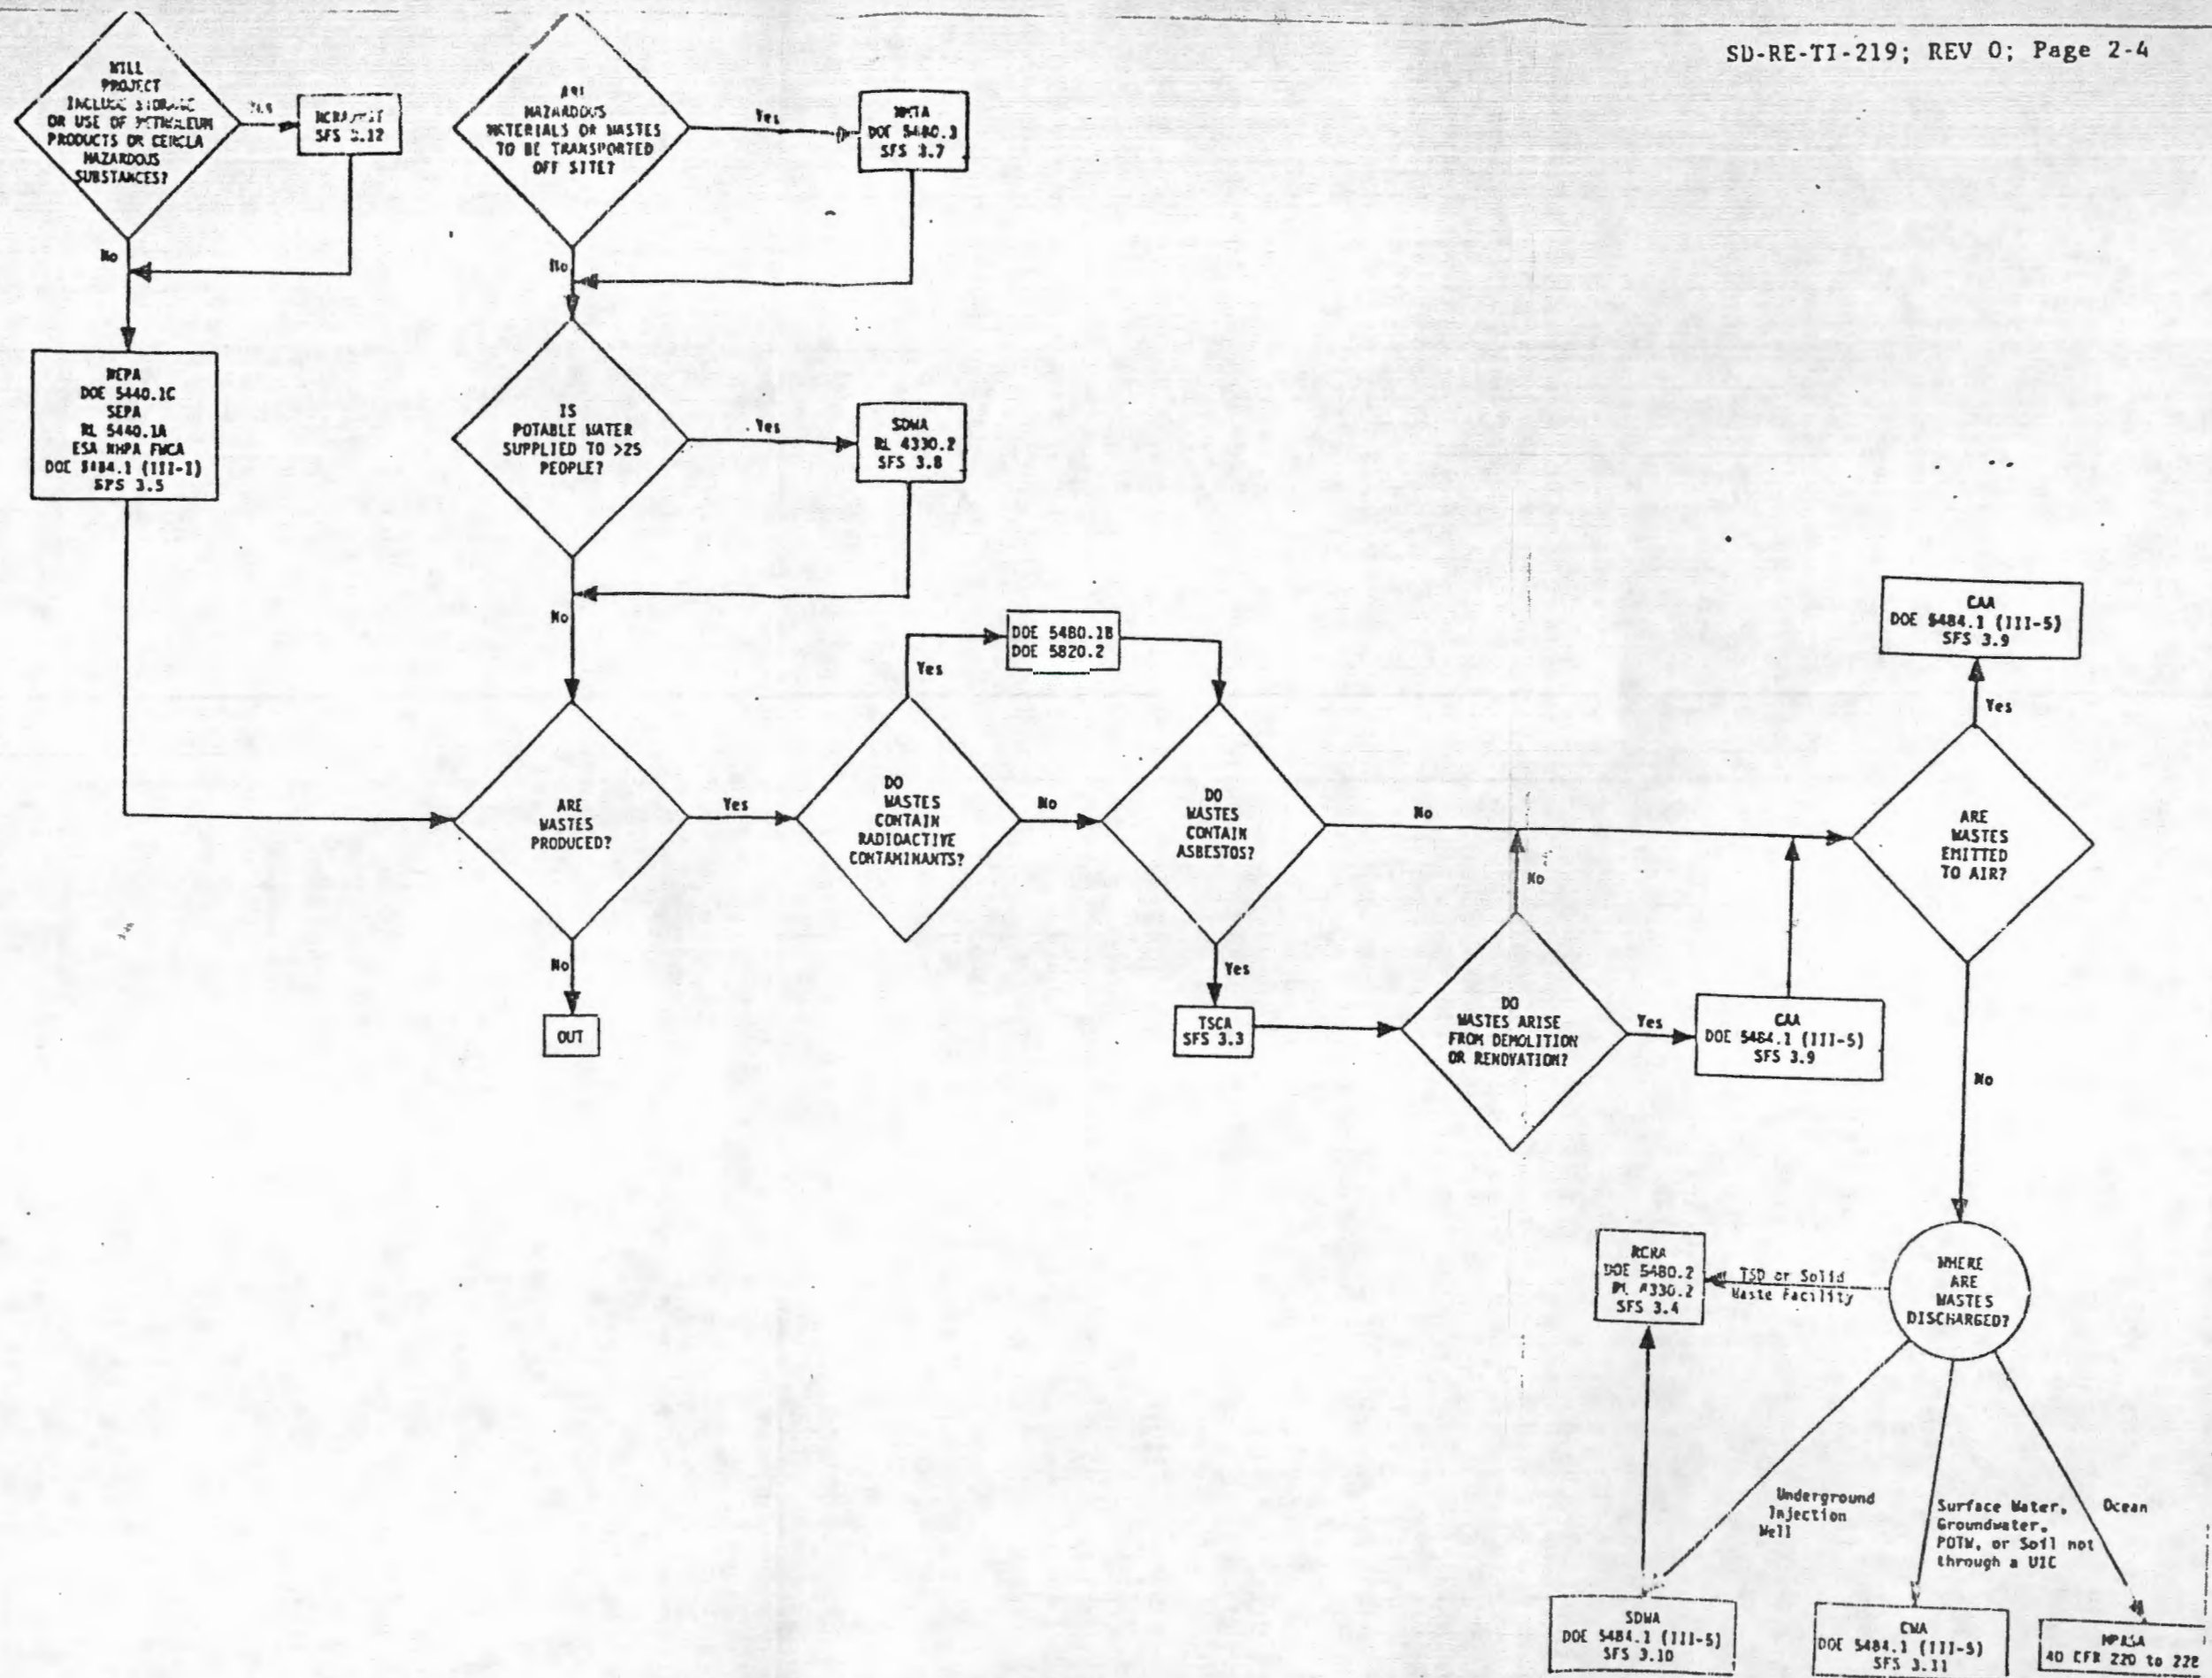 SD-RE-TI-219; REV 0; Page 2-4
WILL
PROJECT
INCLUDE STORAGE
OR USE OF PETROLEUM
PRODUCTS OR CERCLA
HAZARDOUS
SUBSTANCES?
Yes
SFS 3.12
No
NEPA
DOE 5440.1C
SEPA
RL 5440.1A
ESA NHPA FWCA
DOE 5484.1 (III-I)
SFS 3.5
ARE
HAZARDOUS
MATERIALS OR WASTES
TO BE TRANSPORTED
OFF SITE?
Yes
HMTA
DOE 5480.3
SFS 3.7
No
IS
POTABLE WATER
SUPPLIED TO >25
PEOPLE?
Yes
SDWA
RL 4330.2
SFS 3.8
No
ARE
WASTES
PRODUCED?
No
OUT
Yes
DO
WASTES
CONTAIN
RADIOACTIVE
CONTAMINANTS?
Yes
DOE 5480.1B
DOE 5820.2
No
DO
WASTES
CONTAIN
ASBESTOS?
No
Yes
TSCA
SFS 3.3
DO
WASTES ARISE
FROM DEMOLITION
OR RENOVATION?
No
Yes
CAA
DOE 5484.1 (III-5)
SFS 3.9
ARE
WASTES
EMITTED
TO AIR?
Yes
CAA
DOE 5484.1 (III-5)
SFS 3.9
No
WHERE
ARE
WASTES
DISCHARGED?
TSD or Solid
Waste Facility
RCRA
DOE 5480.2
RL 4330.2
SFS 3.4
Underground
Injection
Well
SDWA
DOE 5484.1 (III-5)
SFS 3.10
Surface Water,
Groundwater,
POTW, or Soil not
through a UIC
CWA
DOE 5484.1 (III-5)
SFS 3.11
Ocean
MPRSA
40 CFR 220 to 228